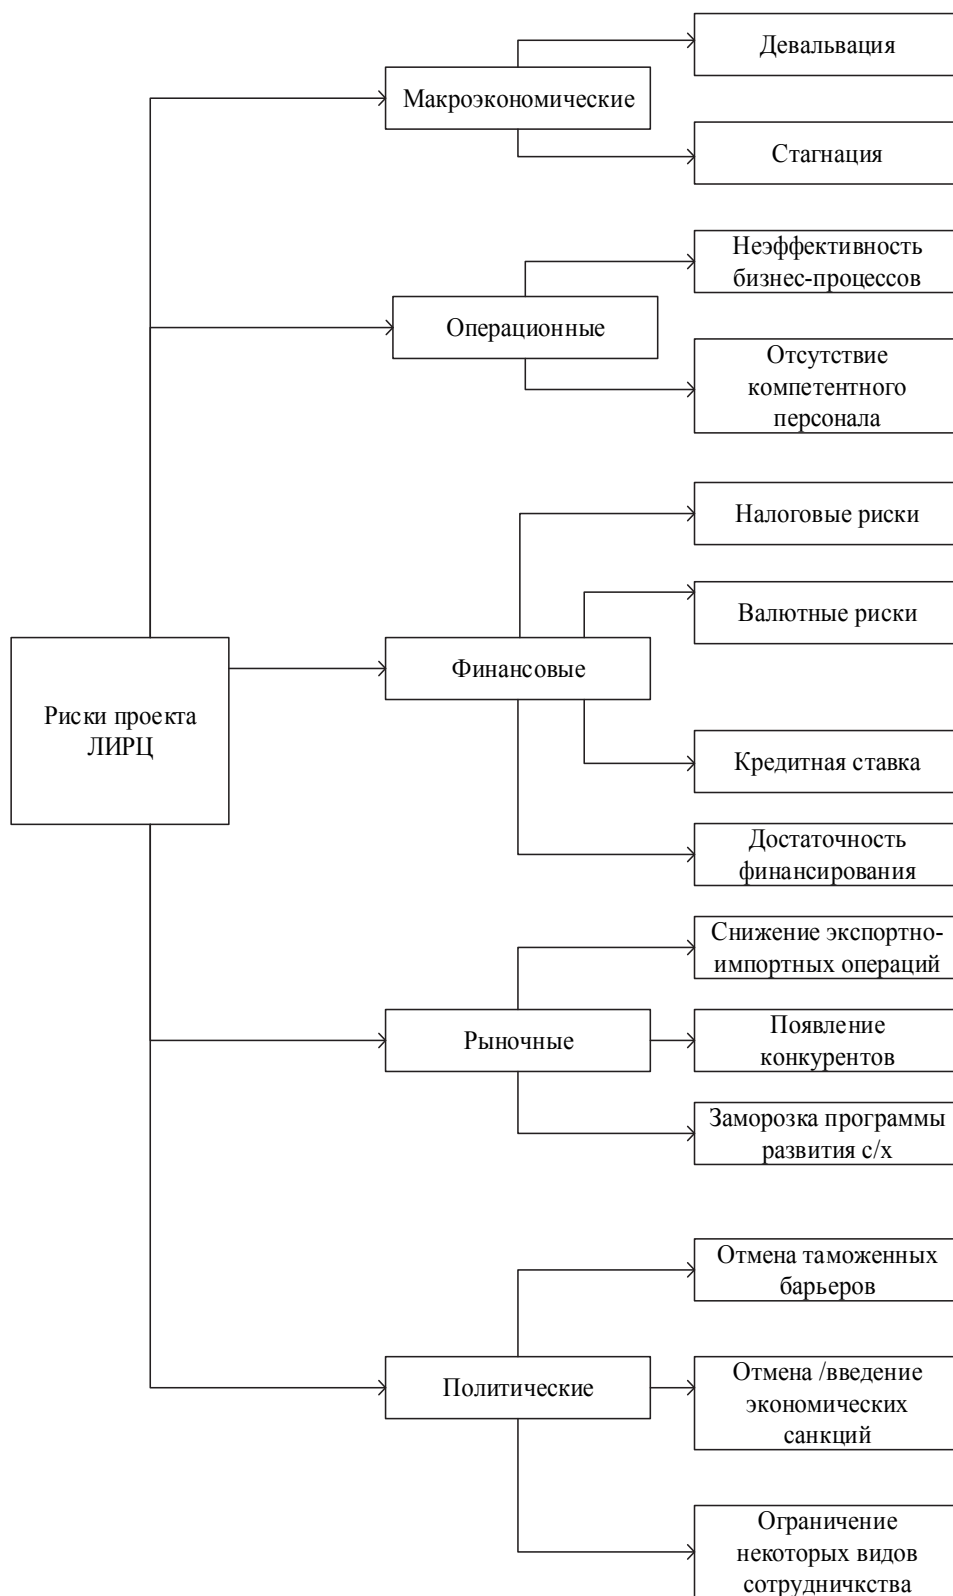 Девальвация
Макроэкономические
Стагнация
Неэффективность
бизнес-процессов
Операционные
Отсутствие
компетентного
персонала
Налоговые риски
Валютные риски
Финансовые
Риски проекта
ЛИРЦ
Кредитная ставка
Достаточность
финансирования
Снижение экспортно-
импортных операций
Рыночные
Появление
конкурентов
Заморозка программы
развития с/х
Отмена таможенных
барьеров
Политические
Отмена /введение
экономических
санкций
Ограничение
некоторых видов
сотрудничкства